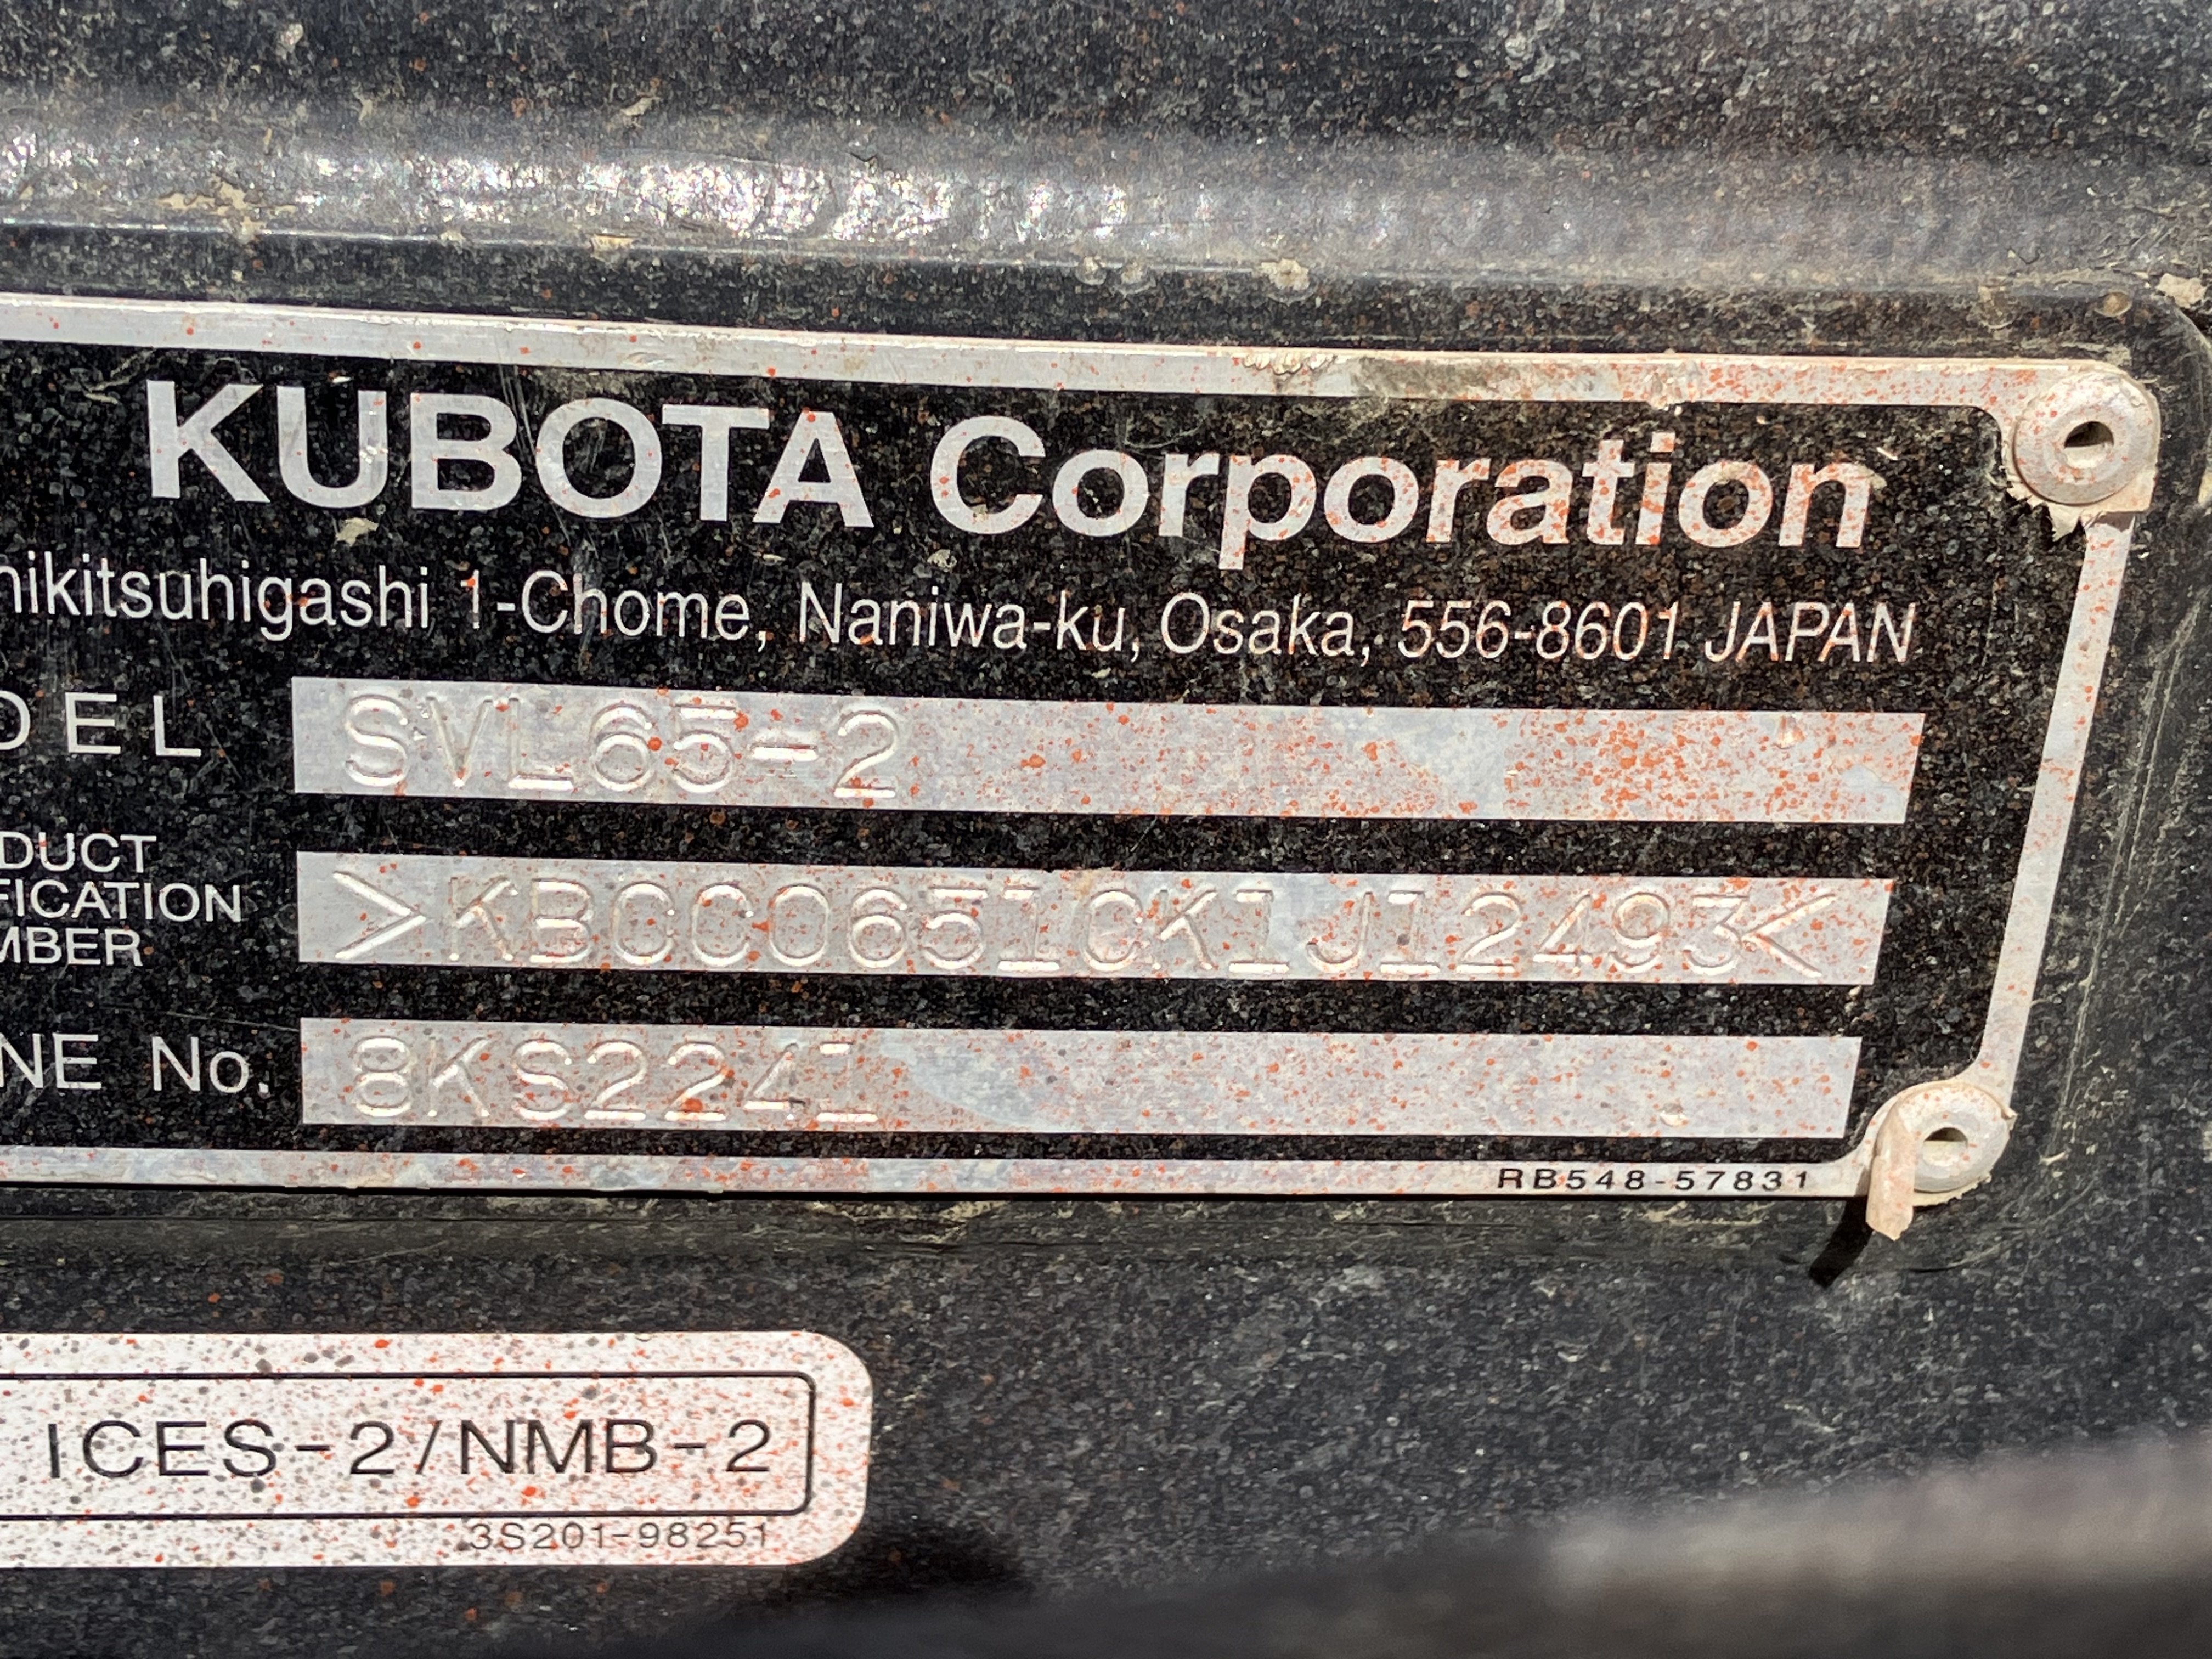 KUBOTA Corporation
hikitsuhigashi 1-Chome, Naniwa-ku, Osaka, 556-8601 JAPAN
DEL SVL65-2
DUCT
FICATION
MBER
>KBCC0651CK1J12493<
NE No. 8KS2241
RB548-57831
ICES-2/NMB-2
3S201-98251